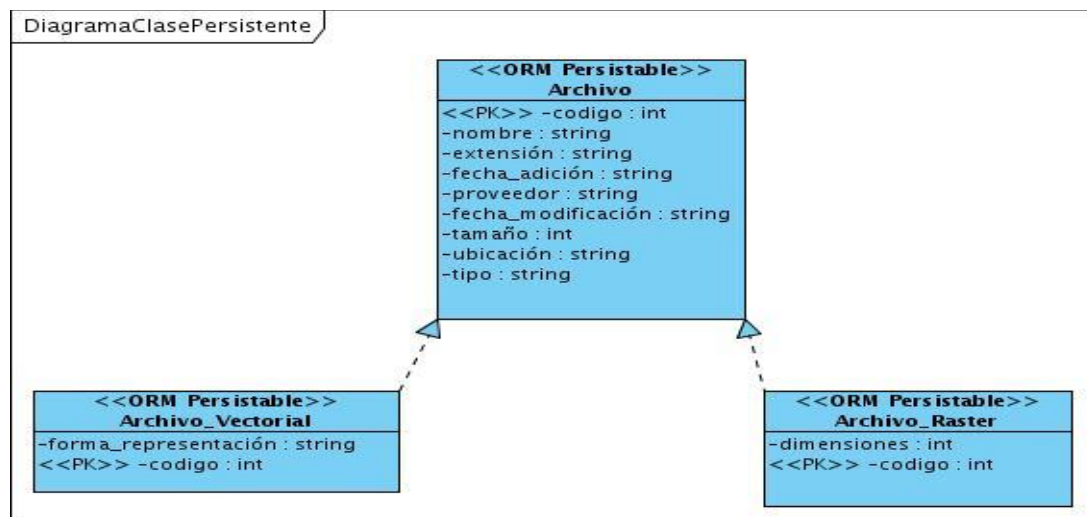 DiagramaClasePersistente
<<ORM Persistable>>
Archivo
<<PK>> -codigo : int
-nombre : string
-extensión : string
-fecha_adición : string
-proveedor : string
-fecha_modificación : string
-tamaño : int
-ubicación : string
-tipo : string
<<ORM Persistable>>
Archivo_Vectorial
-forma_representación : string
<<PK>> -codigo : int
<<ORM Persistable>>
Archivo_Raster
-dimensiones : int
<<PK>> -codigo : int